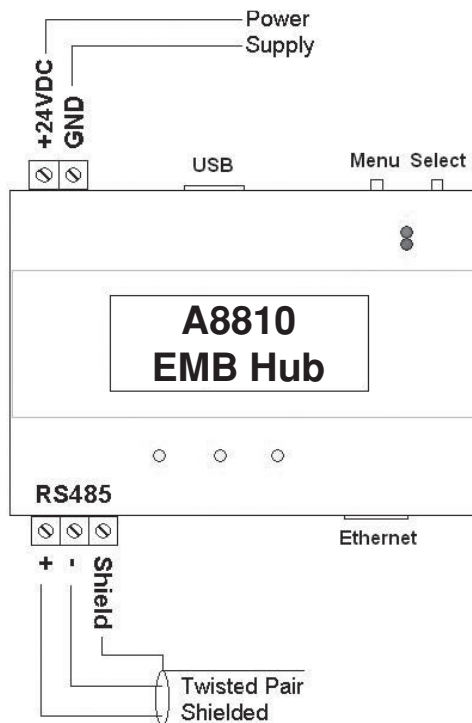 Power
Supply
+24VDC
GND
USB
Menu
Select
A8810
EMB Hub
RS485
Ethernet
+
-
Shield
Twisted Pair
Shielded